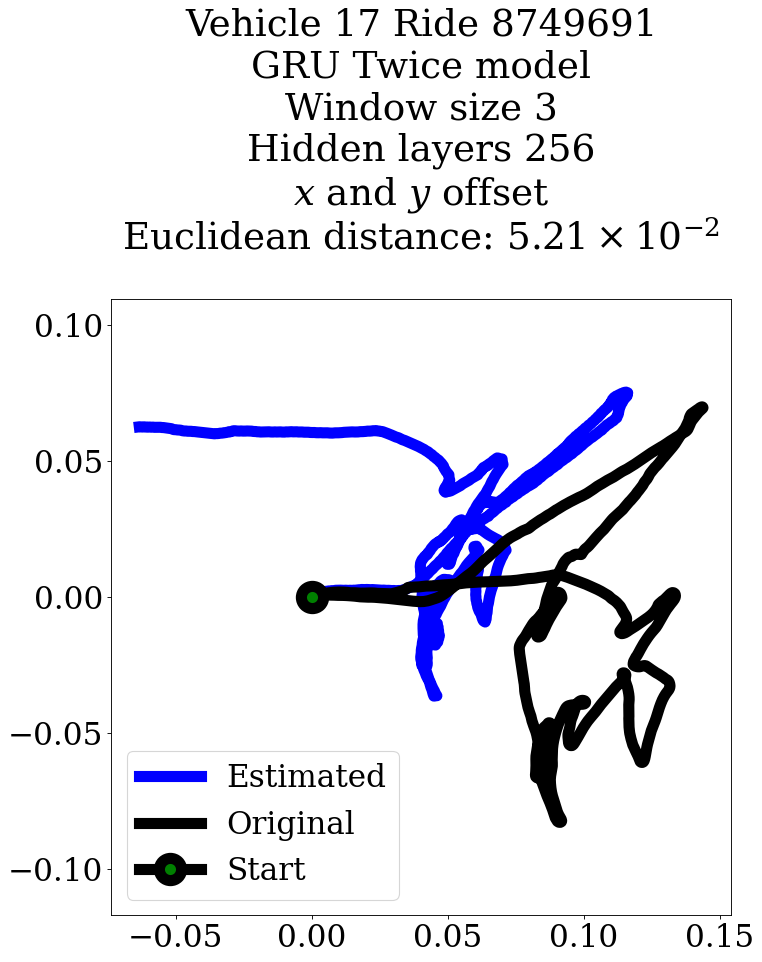 Vehicle 17 Ride 8749691
GRU Twice model
Window size 3
Hidden layers 256
x and y offset
Euclidean distance: 5.21 × 10⁻²
0.10
0.05
0.00
−0.05
−0.10
Estimated
Original
Start
−0.05 0.00 0.05 0.10 0.15